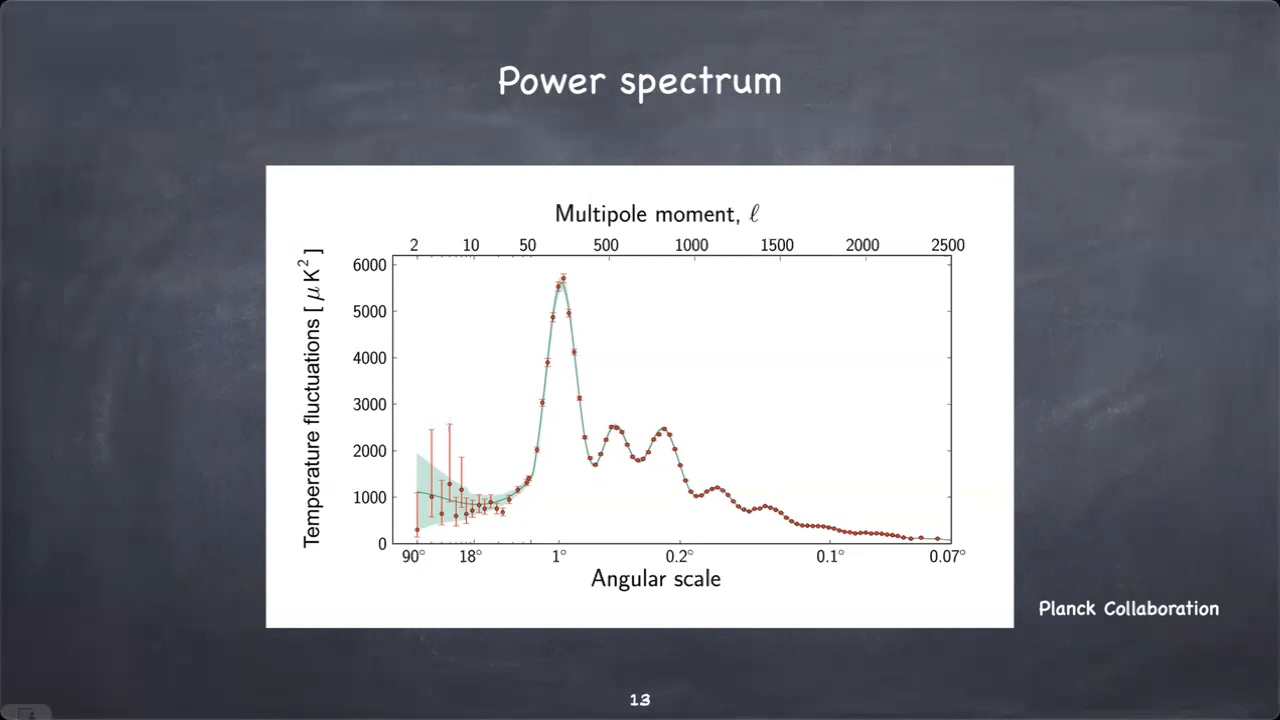 Power spectrum
Multipole moment, ℓ
2 10 50 500 1000 1500 2000 2500
Temperature fluctuations [ μ K² ]
6000
5000
4000
3000
2000
1000
0
90° 18° 1° 0.2° 0.1° 0.07°
Angular scale
Planck Collaboration
13